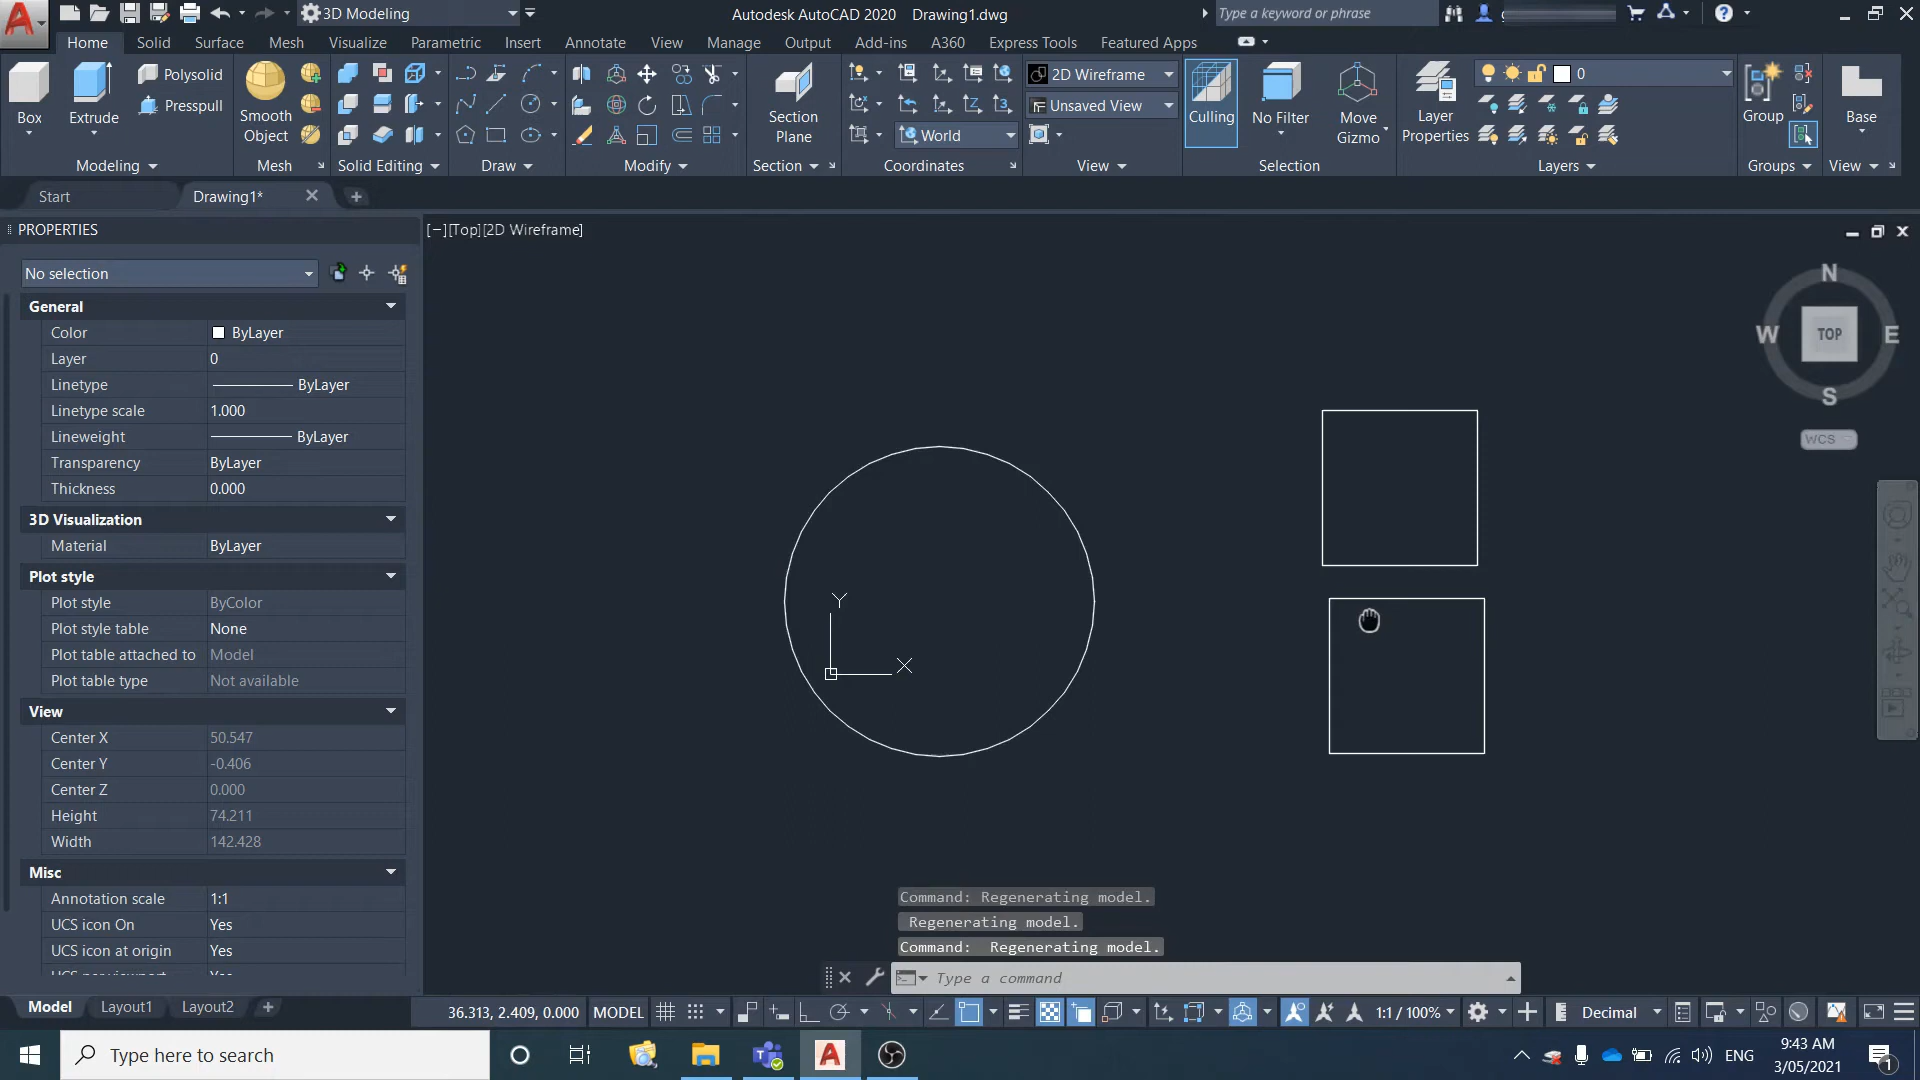 3D Modeling
Autodesk AutoCAD 2020 Drawing1.dwg
Type a keyword or phrase
Home Solid Surface Mesh Visualize Parametric Insert Annotate View Manage Output Add-ins A360 Express Tools Featured Apps
Box
Extrude
Polysolid
Presspull
Smooth
Object
Section
Plane
World
2D Wireframe
Unsaved View
Culling
No Filter
Move
Gizmo
Layer
Properties
0
Group
Base
Modeling Mesh Solid Editing Draw Modify Section Coordinates View Selection Layers Groups View
Start Drawing1*
PROPERTIES
No selection
General
Color ByLayer
Layer 0
Linetype ByLayer
Linetype scale 1.000
Lineweight ByLayer
Transparency ByLayer
Thickness 0.000
3D Visualization
Material ByLayer
Plot style
Plot style ByColor
Plot style table None
Plot table attached to Model
Plot table type Not available
View
Center X 50.547
Center Y -0.406
Center Z 0.000
Height 74.211
Width 142.428
Misc
Annotation scale 1:1
UCS icon On Yes
UCS icon at origin Yes
[−][Top][2D Wireframe]
N
W TOP E
S
WCS
Y
X
Command: Regenerating model.
Regenerating model.
Command: Regenerating model.
Type a command
Model Layout1 Layout2
36.313, 2.409, 0.000 MODEL 1:1 / 100% Decimal
Type here to search
ENG
9:43 AM
3/05/2021
1